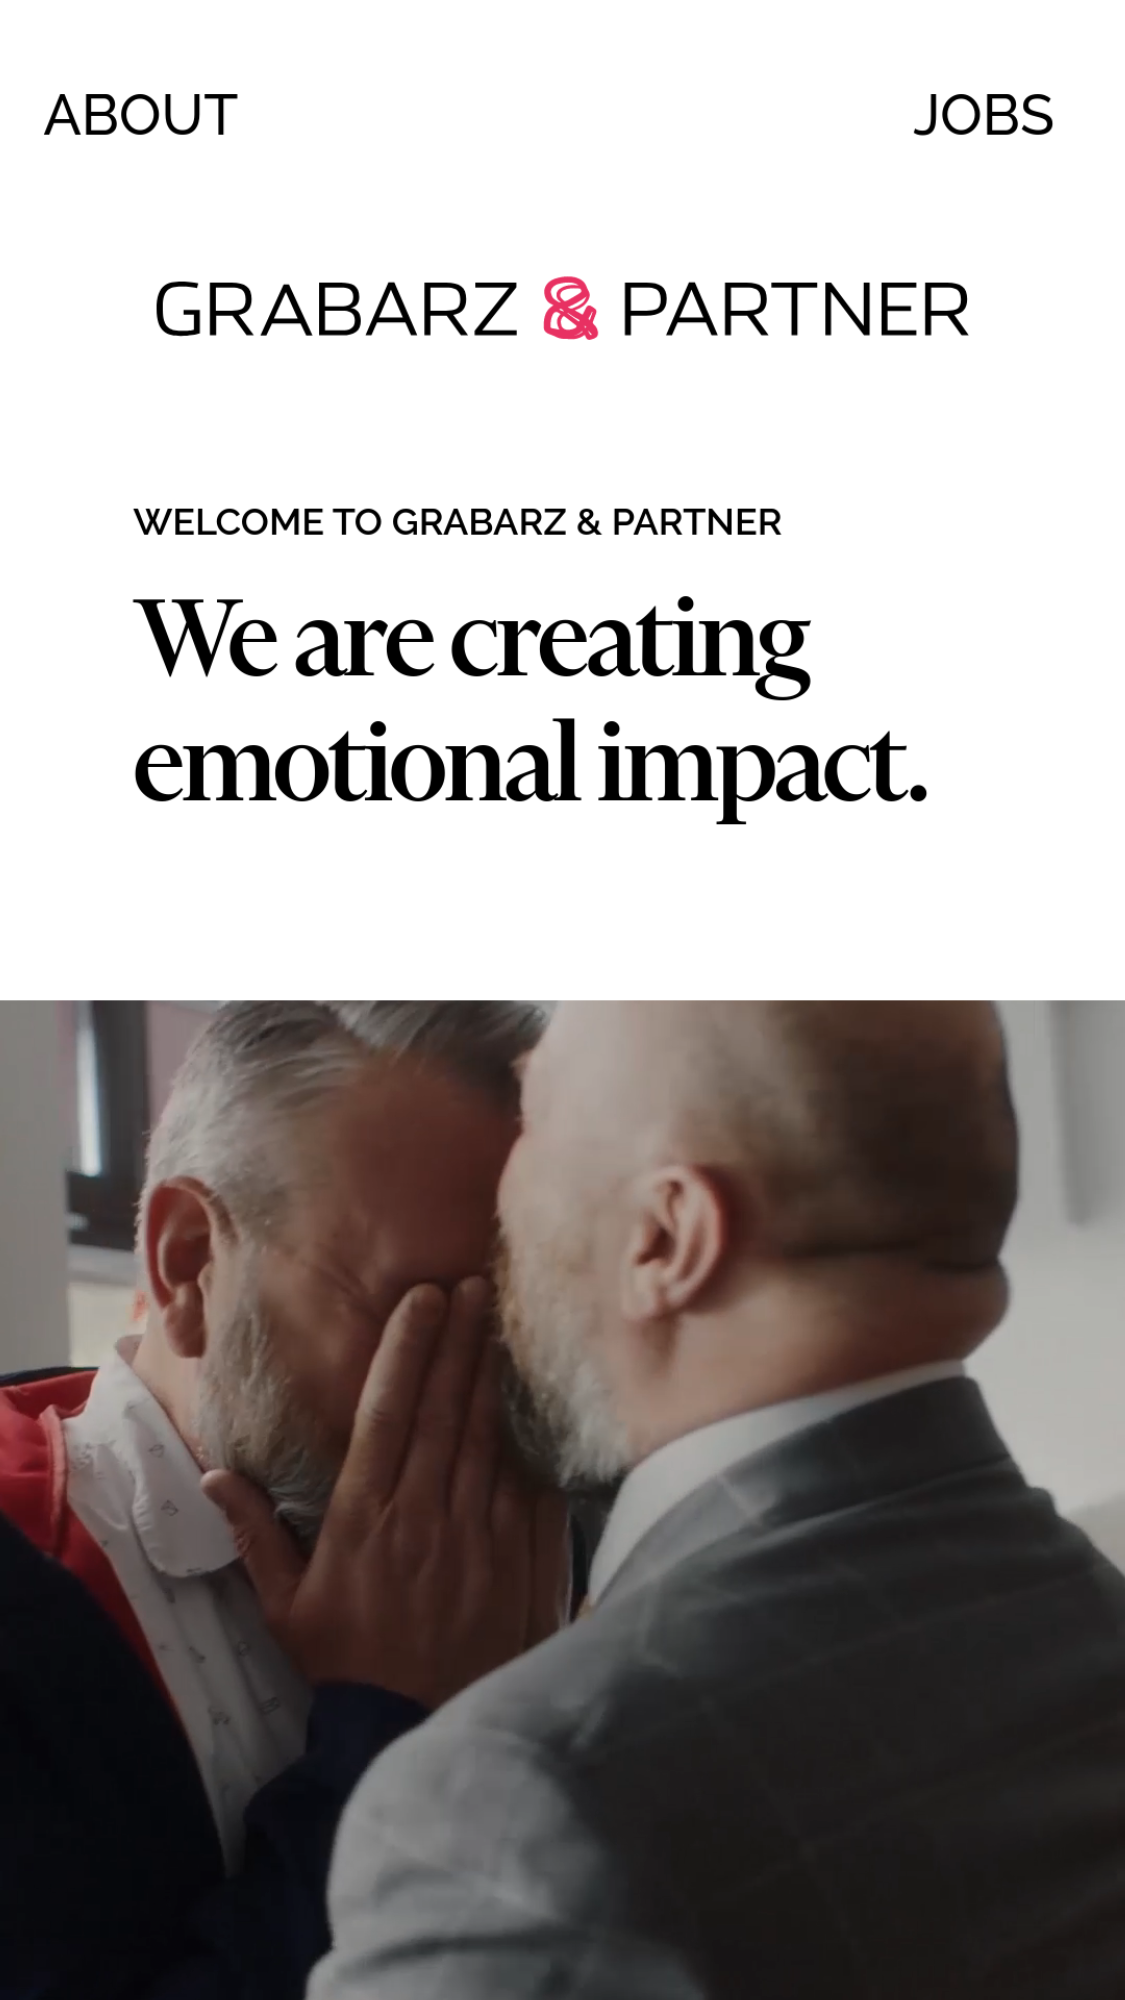 ABOUT JOBS
GRABARZ & PARTNER
WELCOME TO GRABARZ & PARTNER
We are creating
emotional impact.